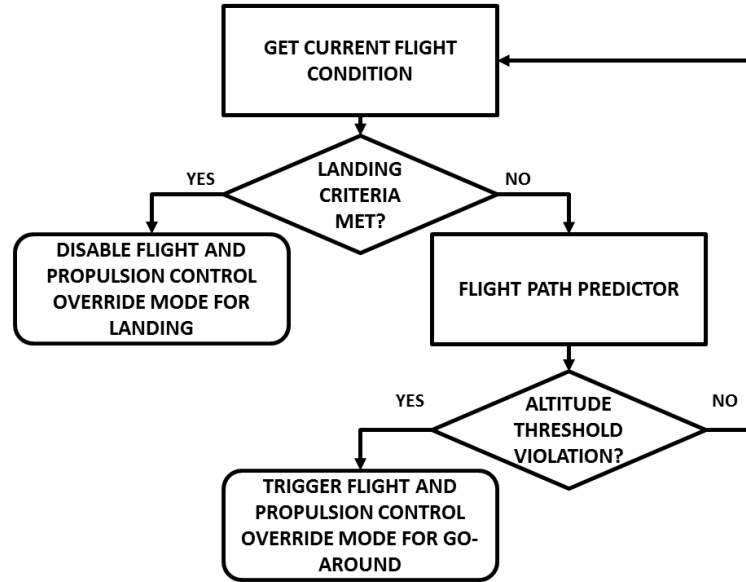 GET CURRENT FLIGHT
CONDITION
LANDING
CRITERIA
MET?
YES
NO
DISABLE FLIGHT AND
PROPULSION CONTROL
OVERRIDE MODE FOR
LANDING
FLIGHT PATH PREDICTOR
ALTITUDE
THRESHOLD
VIOLATION?
YES
NO
TRIGGER FLIGHT AND
PROPULSION CONTROL
OVERRIDE MODE FOR GO-
AROUND